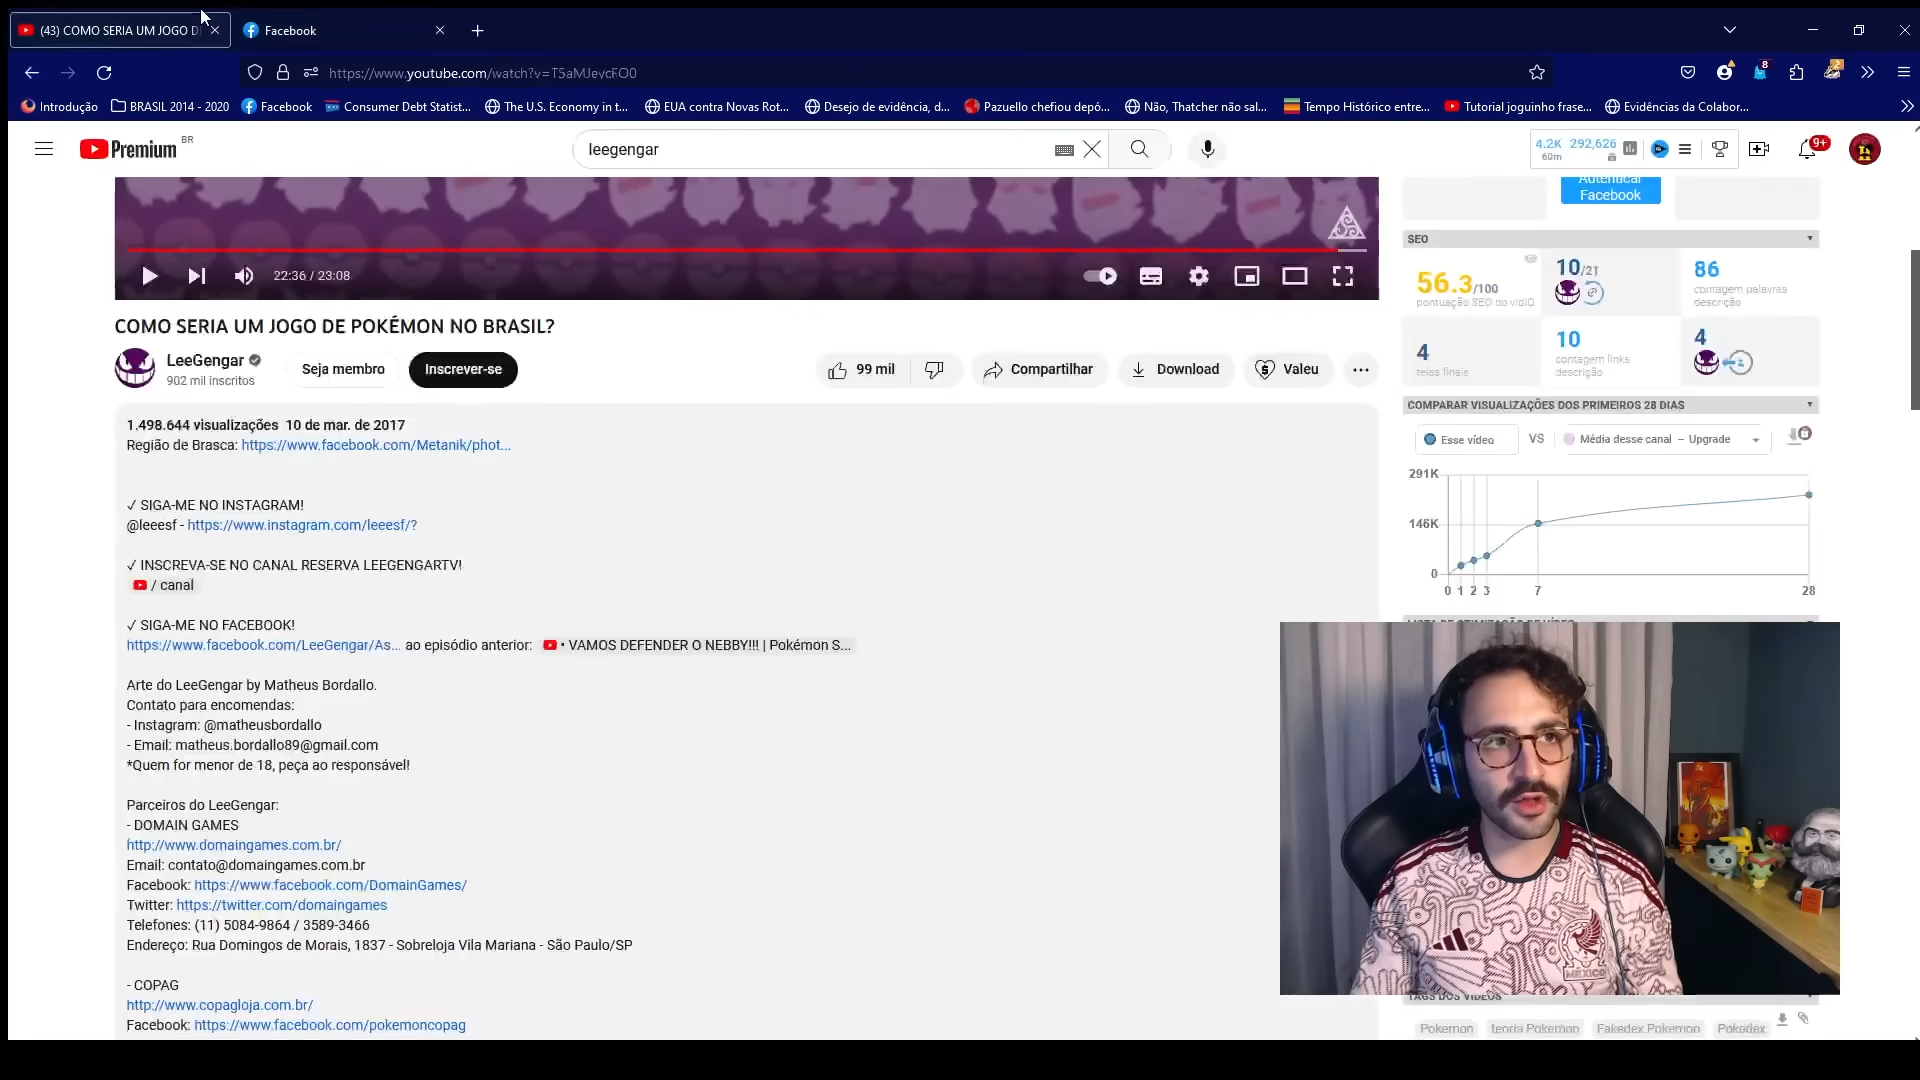 (43) COMO SERIA UM JOGO D
Facebook
https://www.youtube.com/watch?v=T5aMJevcFO0
Introdução
BRASIL 2014 - 2020
Facebook
Consumer Debt Statist...
The U.S. Economy in t...
EUA contra Novas Rot...
Desejo de evidência, d...
Pazuello chefiou depó...
Não, Thatcher não sal...
Tempo Histórico entre...
Tutorial joguinho frase...
Evidências da Colabor...
Premium BR
leegengar
4.2K 292,626
60m
9+
8
2
Autenticar
Facebook
22:36 / 23:08
SEO
56.3/100
pontuação SEO do vidIQ
10/21
86
contagem palavras
descrição
4
telas finais
10
contagem links
descrição
4
COMO SERIA UM JOGO DE POKÉMON NO BRASIL?
LeeGengar
902 mil inscritos
Seja membro
Inscrever-se
99 mil
Compartilhar
Download
Valeu
COMPARAR VISUALIZAÇÕES DOS PRIMEIROS 28 DIAS
Esse vídeo
VS
Média desse canal – Upgrade
291K
146K
0
0 1 2 3 7 28
1.498.644 visualizações 10 de mar. de 2017
Região de Brasca: https://www.facebook.com/Metanik/phot...
✓ SIGA-ME NO INSTAGRAM!
@leeesf - https://www.instagram.com/leeesf/?
✓ INSCREVA-SE NO CANAL RESERVA LEEGENGARTV!
/ canal
✓ SIGA-ME NO FACEBOOK!
https://www.facebook.com/LeeGengar/As... ao episódio anterior: • VAMOS DEFENDER O NEBBY!!! | Pokémon S...
Arte do LeeGengar by Matheus Bordallo.
Contato para encomendas:
- Instagram: @matheusbordallo
- Email: matheus.bordallo89@gmail.com
*Quem for menor de 18, peça ao responsável!
Parceiros do LeeGengar:
- DOMAIN GAMES
http://www.domaingames.com.br/
Email: contato@domaingames.com.br
Facebook: https://www.facebook.com/DomainGames/
Twitter: https://twitter.com/domaingames
Telefones: (11) 5084-9864 / 3589-3466
Endereço: Rua Domingos de Morais, 1837 - Sobreloja Vila Mariana - São Paulo/SP
- COPAG
http://www.copagloja.com.br/
Facebook: https://www.facebook.com/pokemoncopag
MEXICO
TAGS DOS VÍDEOS
Pokemon
teoria Pokemon
Fakedex Pokemon
Pokedex